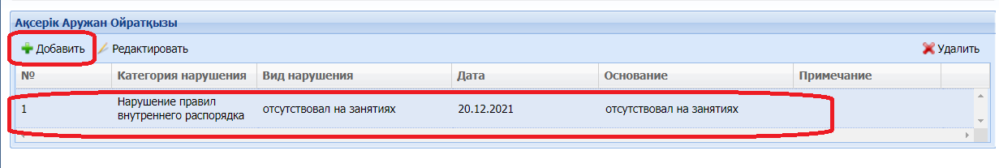 Ақсерік Аружан Ойратқызы
Добавить Редактировать Удалить
№ Категория нарушения Вид нарушения Дата Основание Примечание
1 Нарушение правил внутреннего распорядка отсутствовал на занятиях 20.12.2021 отсутствовал на занятиях